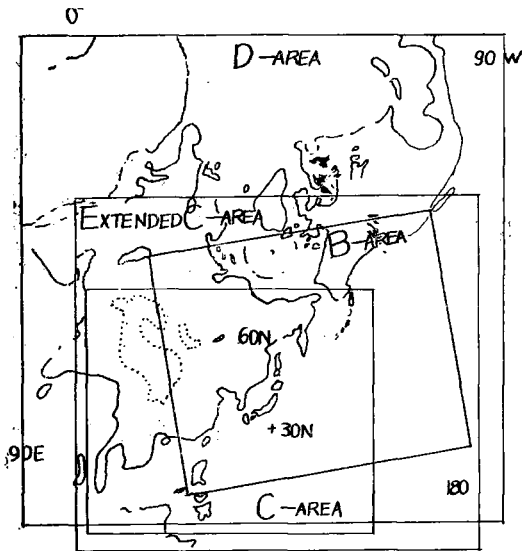 0
D-AREA
90 W
EXTENDED C-AREA
B-AREA
60N
+ 30N
90E
180
C-AREA